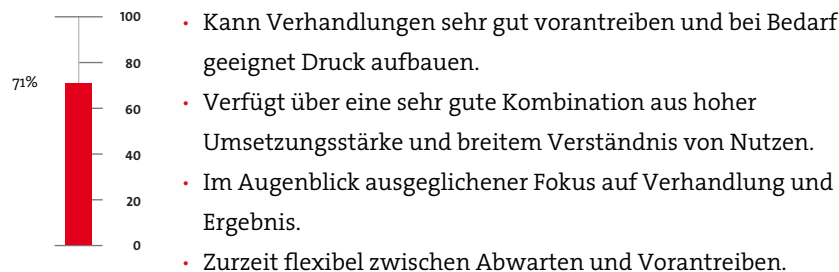 100
80
71%
60
40
20
0
• Kann Verhandlungen sehr gut vorantreiben und bei Bedarf
geeignet Druck aufbauen.
• Verfügt über eine sehr gute Kombination aus hoher
Umsetzungsstärke und breitem Verständnis von Nutzen.
• Im Augenblick ausgeglichener Fokus auf Verhandlung und
Ergebnis.
• Zurzeit flexibel zwischen Abwarten und Vorantreiben.